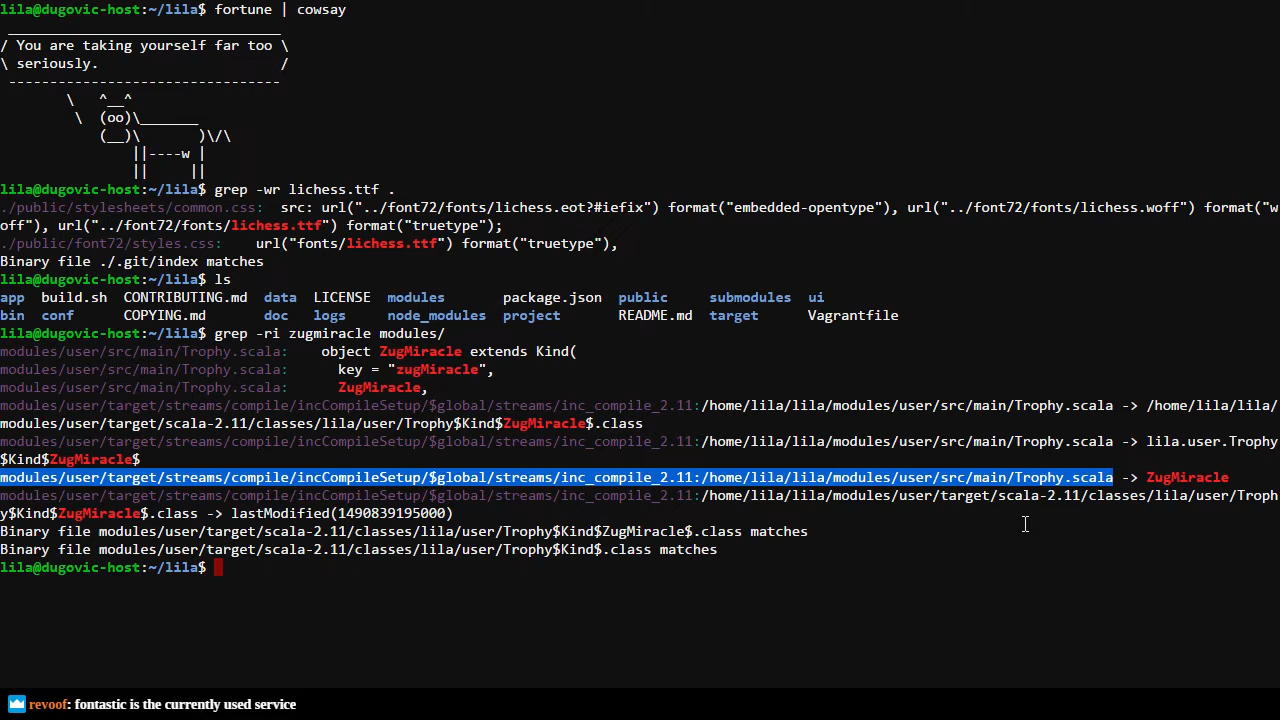 lila@dugovic-host:~/lila$ fortune | cowsay
 _________________________________
/ You are taking yourself far too \
\ seriously.                      /
 ---------------------------------
        \   ^__^
         \  (oo)\_______
            (__)\       )\/\
                ||----w |
                ||     ||
lila@dugovic-host:~/lila$ grep -wr lichess.ttf .
./public/stylesheets/common.css:  src: url("../font72/fonts/lichess.eot?#iefix") format("embedded-opentype"), url("../font72/fonts/lichess.woff") format("w
off"), url("../font72/fonts/lichess.ttf") format("truetype");
./public/font72/styles.css:    url("fonts/lichess.ttf") format("truetype"),
Binary file ./.git/index matches
lila@dugovic-host:~/lila$ ls
app  build.sh  CONTRIBUTING.md  data  LICENSE  modules       package.json  public     submodules  ui
bin  conf      COPYING.md       doc   logs     node_modules  project       README.md  target      Vagrantfile
lila@dugovic-host:~/lila$ grep -ri zugmiracle modules/
modules/user/src/main/Trophy.scala:    object ZugMiracle extends Kind(
modules/user/src/main/Trophy.scala:      key = "zugMiracle",
modules/user/src/main/Trophy.scala:      ZugMiracle,
modules/user/target/streams/compile/incCompileSetup/$global/streams/inc_compile_2.11:/home/lila/lila/modules/user/src/main/Trophy.scala -> /home/lila/lila/
modules/user/target/scala-2.11/classes/lila/user/Trophy$Kind$ZugMiracle$.class
modules/user/target/streams/compile/incCompileSetup/$global/streams/inc_compile_2.11:/home/lila/lila/modules/user/src/main/Trophy.scala -> lila.user.Trophy
$Kind$ZugMiracle$
modules/user/target/streams/compile/incCompileSetup/$global/streams/inc_compile_2.11:/home/lila/lila/modules/user/src/main/Trophy.scala -> ZugMiracle
modules/user/target/streams/compile/incCompileSetup/$global/streams/inc_compile_2.11:/home/lila/lila/modules/user/target/scala-2.11/classes/lila/user/Troph
y$Kind$ZugMiracle$.class -> lastModified(1490839195000)
Binary file modules/user/target/scala-2.11/classes/lila/user/Trophy$Kind$ZugMiracle$.class matches
Binary file modules/user/target/scala-2.11/classes/lila/user/Trophy$Kind$.class matches
lila@dugovic-host:~/lila$
revoof: fontastic is the currently used service